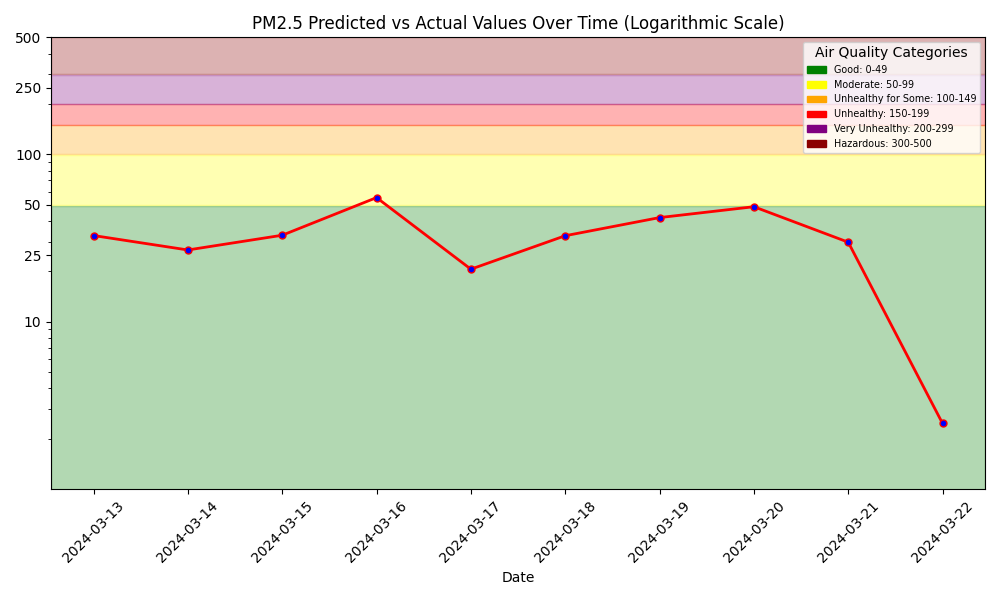 PM2.5 Predicted vs Actual Values Over Time (Logarithmic Scale)
500
250
100
50
25
10
Air Quality Categories
Good: 0-49
Moderate: 50-99
Unhealthy for Some: 100-149
Unhealthy: 150-199
Very Unhealthy: 200-299
Hazardous: 300-500
2024-03-13
2024-03-14
2024-03-15
2024-03-16
2024-03-17
2024-03-18
2024-03-19
2024-03-20
2024-03-21
2024-03-22
Date